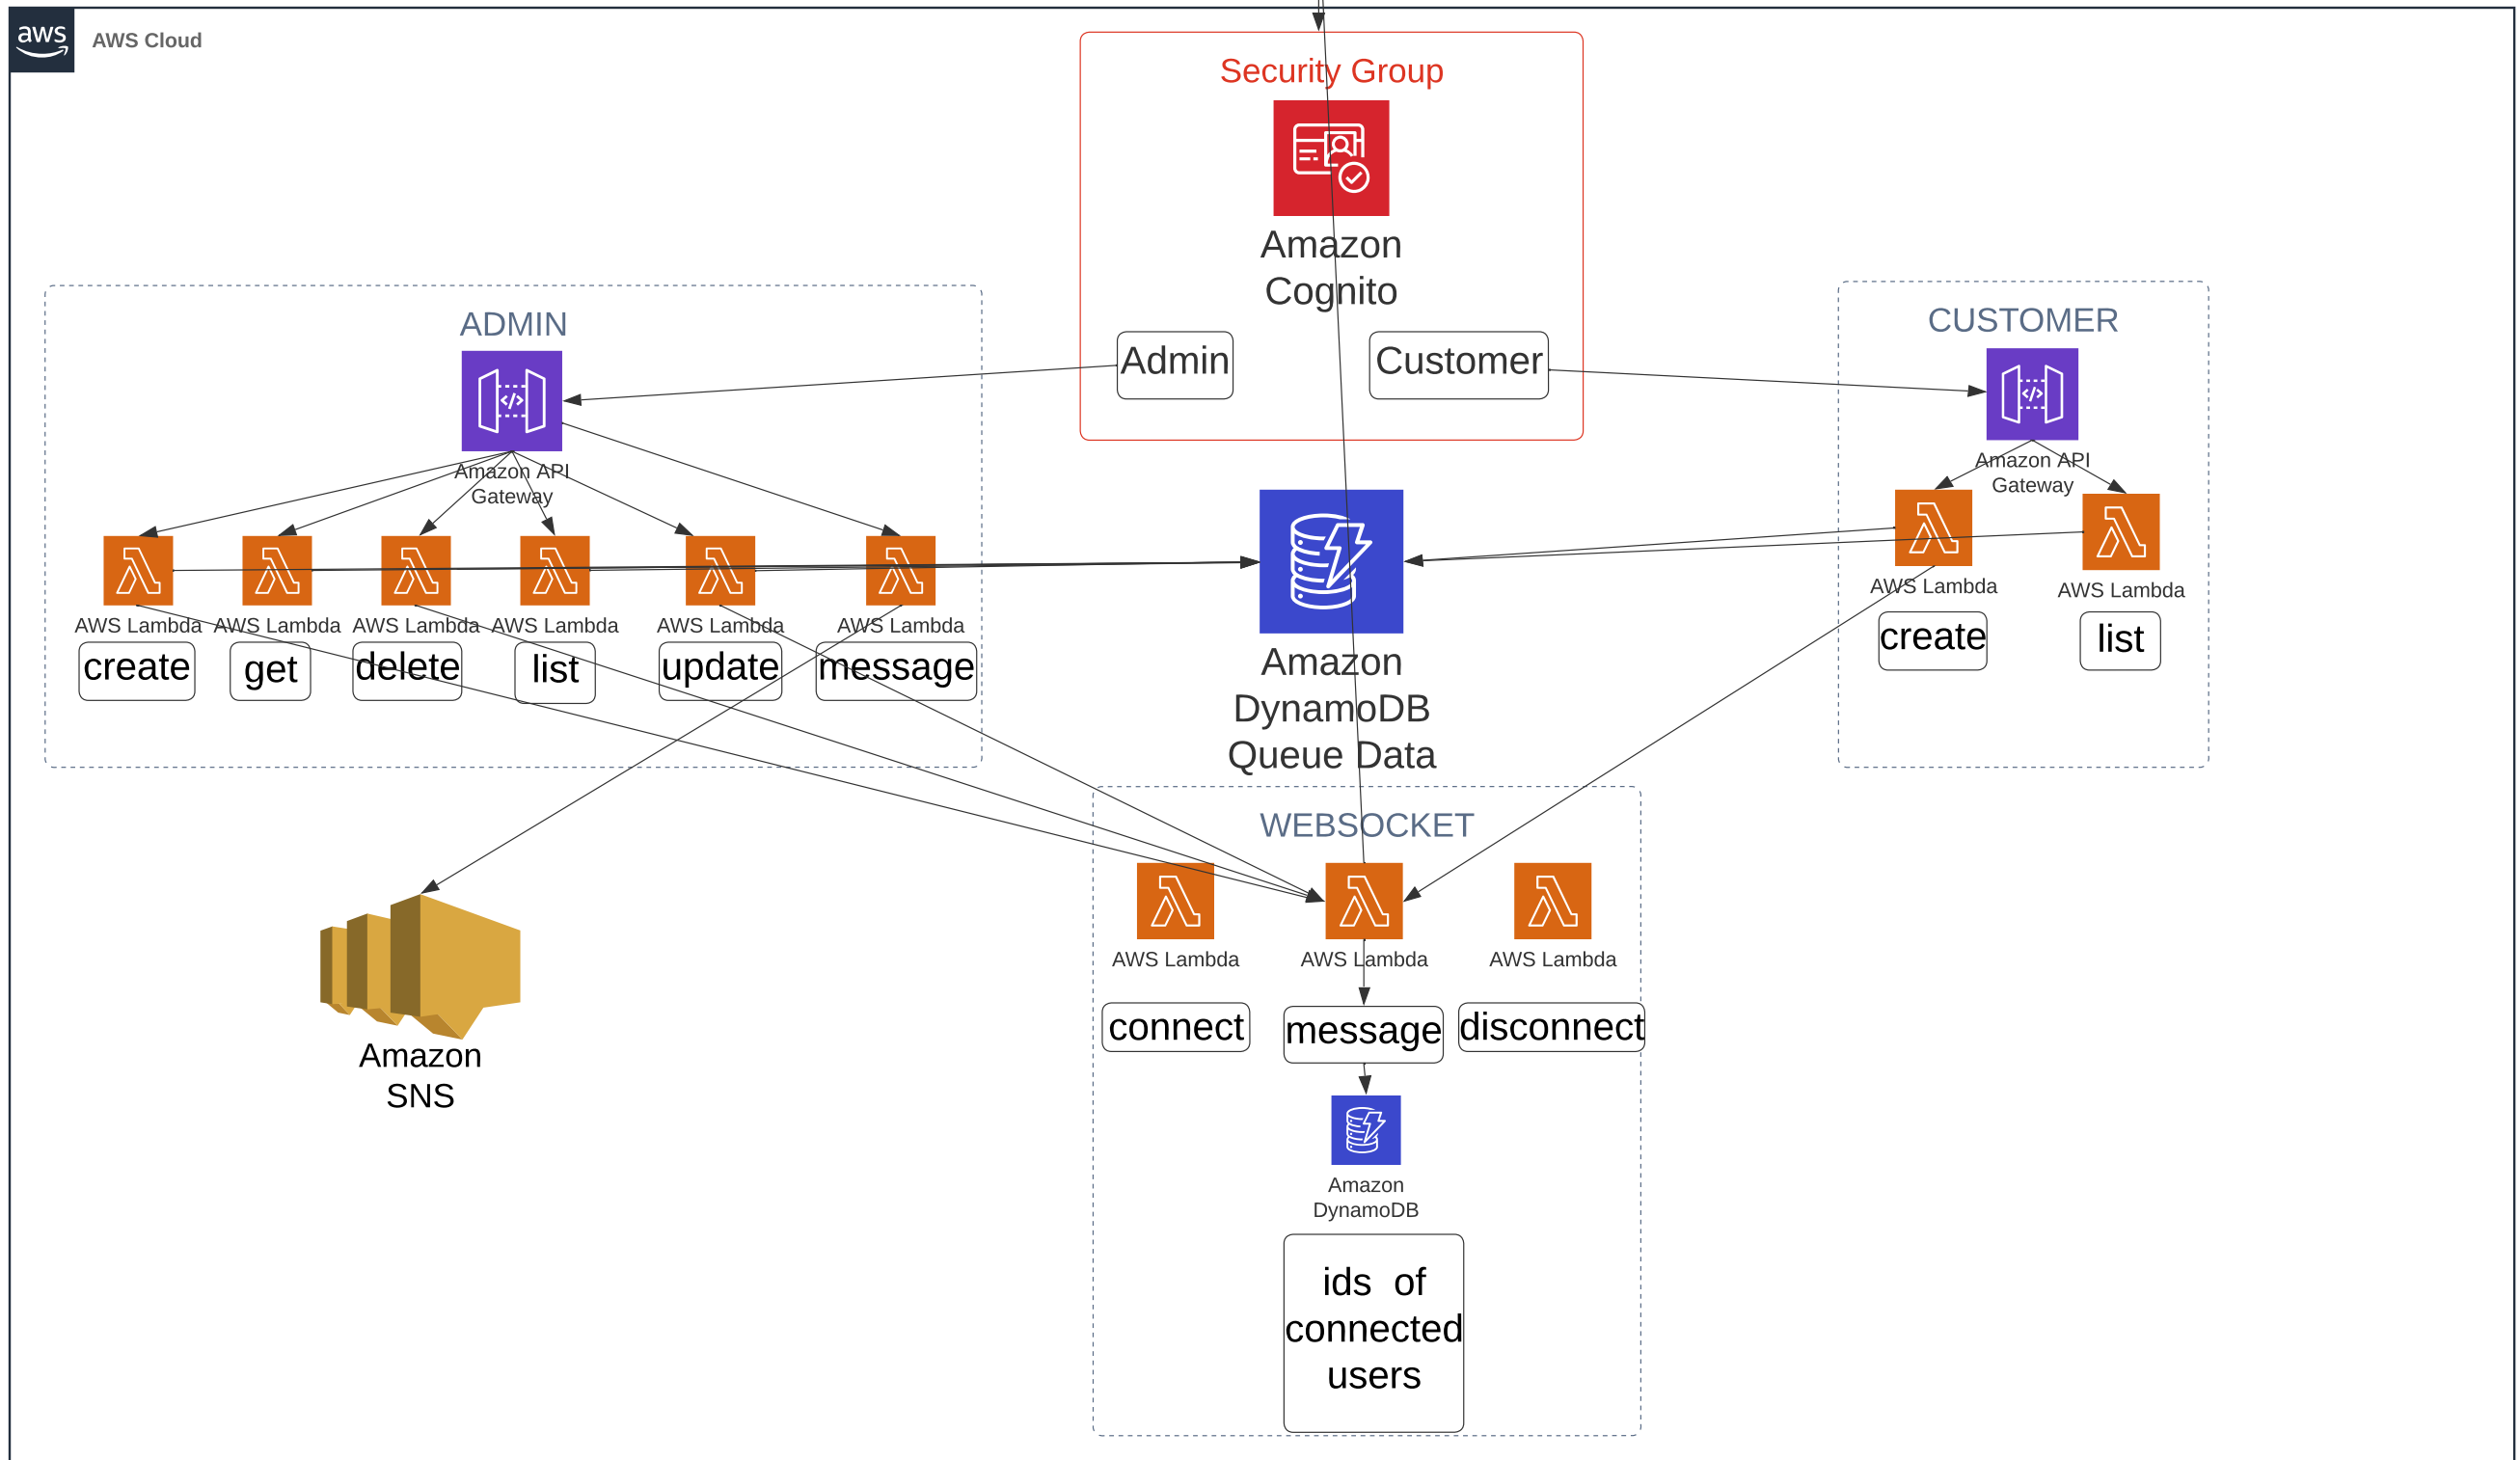 aws
AWS Cloud
Security Group
Amazon
Cognito
Admin
Customer
ADMIN
Amazon API
Gateway
AWS Lambda
AWS Lambda
AWS Lambda
AWS Lambda
AWS Lambda
AWS Lambda
create
get
delete
list
update
message
CUSTOMER
Amazon API
Gateway
AWS Lambda
AWS Lambda
create
list
Amazon
DynamoDB
Queue Data
WEBSOCKET
AWS Lambda
AWS Lambda
AWS Lambda
connect
message
disconnect
Amazon
DynamoDB
ids of
connected
users
Amazon
SNS